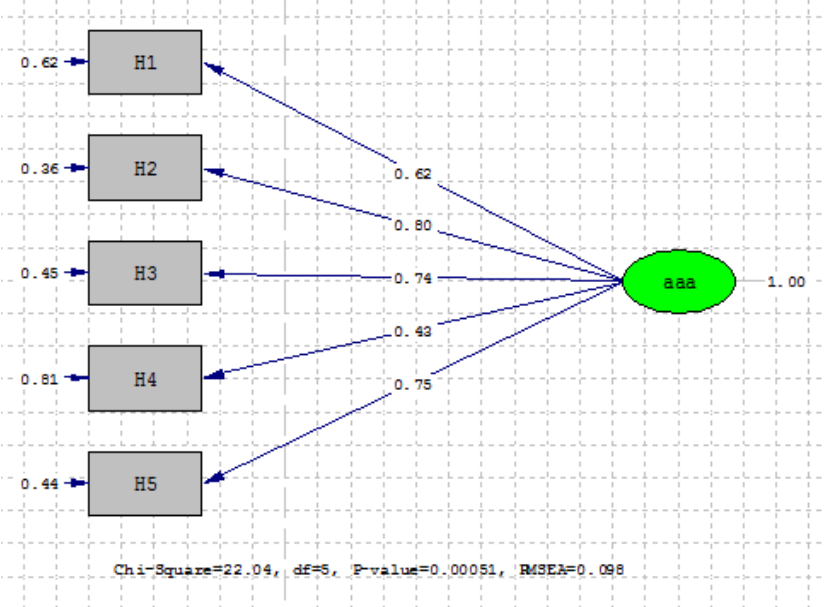 0.62 H1
0.62
0.36 H2
0.80
0.45 H3 0.74 aaa 1.00
0.43
0.81 H4
0.75
0.44 H5
Chi-Square=22.04, df=5, P-value=0.00051, RMSEA=0.098